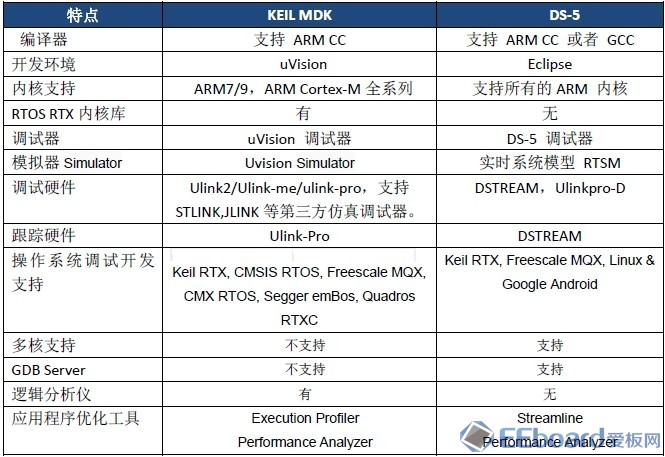 特点 KEIL MDK DS-5
编译器 支持 ARM CC 支持 ARM CC 或者 GCC
开发环境 uVision Eclipse
内核支持 ARM7/9，ARM Cortex-M 全系列 支持所有的 ARM 内核
RTOS RTX 内核库 有 无
调试器 uVision 调试器 DS-5 调试器
模拟器 Simulator Uvision Simulator 实时系统模型 RTSM
调试硬件 Ulink2/Ulink-me/ulink-pro，支持 DSTREAM，Ulinkpro-D
STLINK,JLINK 等第三方仿真调试器。
跟踪硬件 Ulink-Pro DSTREAM
操作系统调试开发 Keil RTX, CMSIS RTOS, Freescale MQX, Keil RTX, Freescale MQX, Linux &
支持 CMX RTOS, Segger emBos, Quadros Google Android
RTXC
多核支持 不支持 支持
GDB Server 不支持 支持
逻辑分析仪 有 无
应用程序优化工具 Execution Profiler Streamline
Performance Analyzer Performance Analyzer
EEboard爱板网